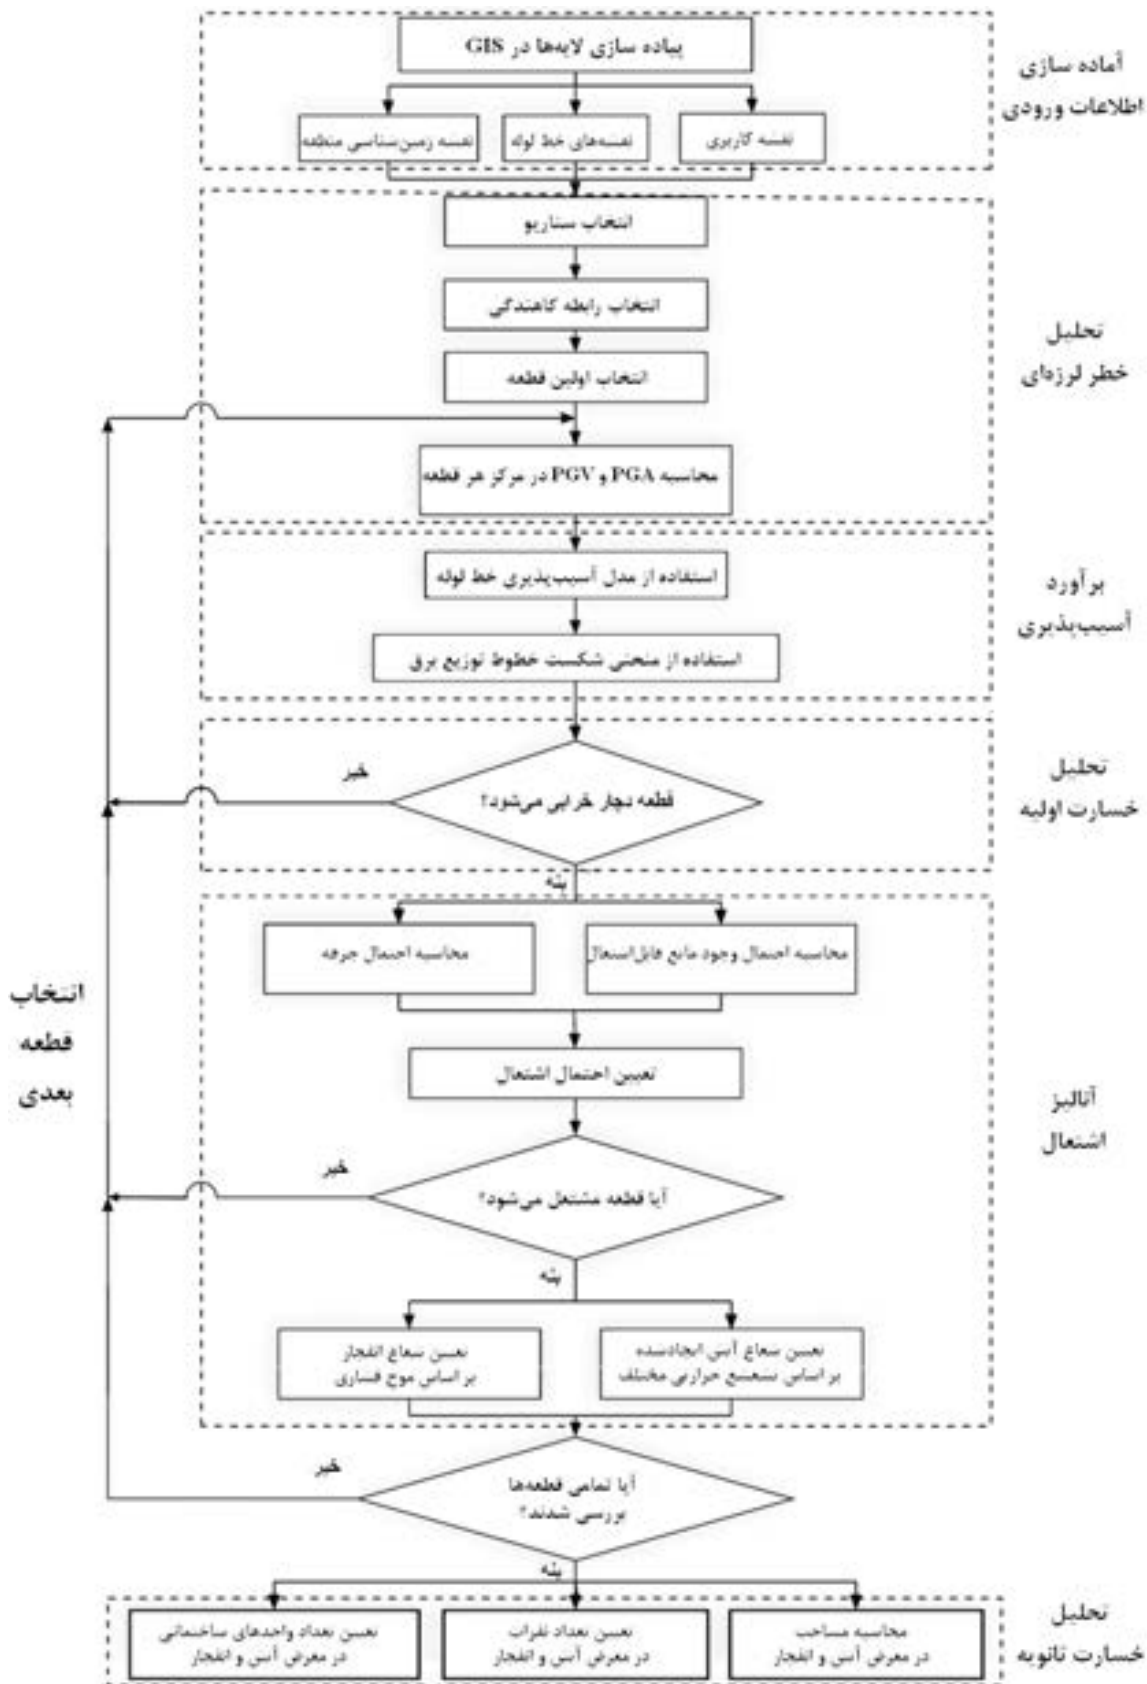 پیاده سازی لایه‌ها در GIS
آماده سازی
اطلاعات ورودی
نقشه کاربری
نقشه‌های خط لوله
نقشه زمین‌شناسی منطقه
انتخاب سناریو
انتخاب رابطه کاهندگی
تحلیل
خطر لرزه‌ای
انتخاب اولین قطعه
محاسبه PGA و PGV در مرکز هر قطعه
استفاده از مدل آسیب‌پذیری خط لوله
برآورد
آسیب‌پذیری
استفاده از منحنی شکست خطوط توزیع برق
خیر
قطعه دچار خرابی می‌شود؟
تحلیل
خسارت اولیه
بله
محاسبه احتمال وجود مایع قابل‌اشتعال
محاسبه احتمال جرقه
انتخاب
قطعه
بعدی
تعیین احتمال اشتعال
آنالیز
اشتعال
خیر
آیا قطعه مشتعل می‌شود؟
بله
تعیین شعاع آتش ایجادشده
بر اساس تشعشع حرارتی مختلف
تعیین شعاع انفجار
بر اساس موج فشاری
خیر
آیا تمامی قطعه‌ها
بررسی شدند؟
بله
تحلیل
خسارت ثانویه
محاسبه مساحت
در معرض آتش و انفجار
تعیین تعداد نفرات
در معرض آتش و انفجار
تعیین تعداد واحدهای ساختمانی
در معرض آتش و انفجار